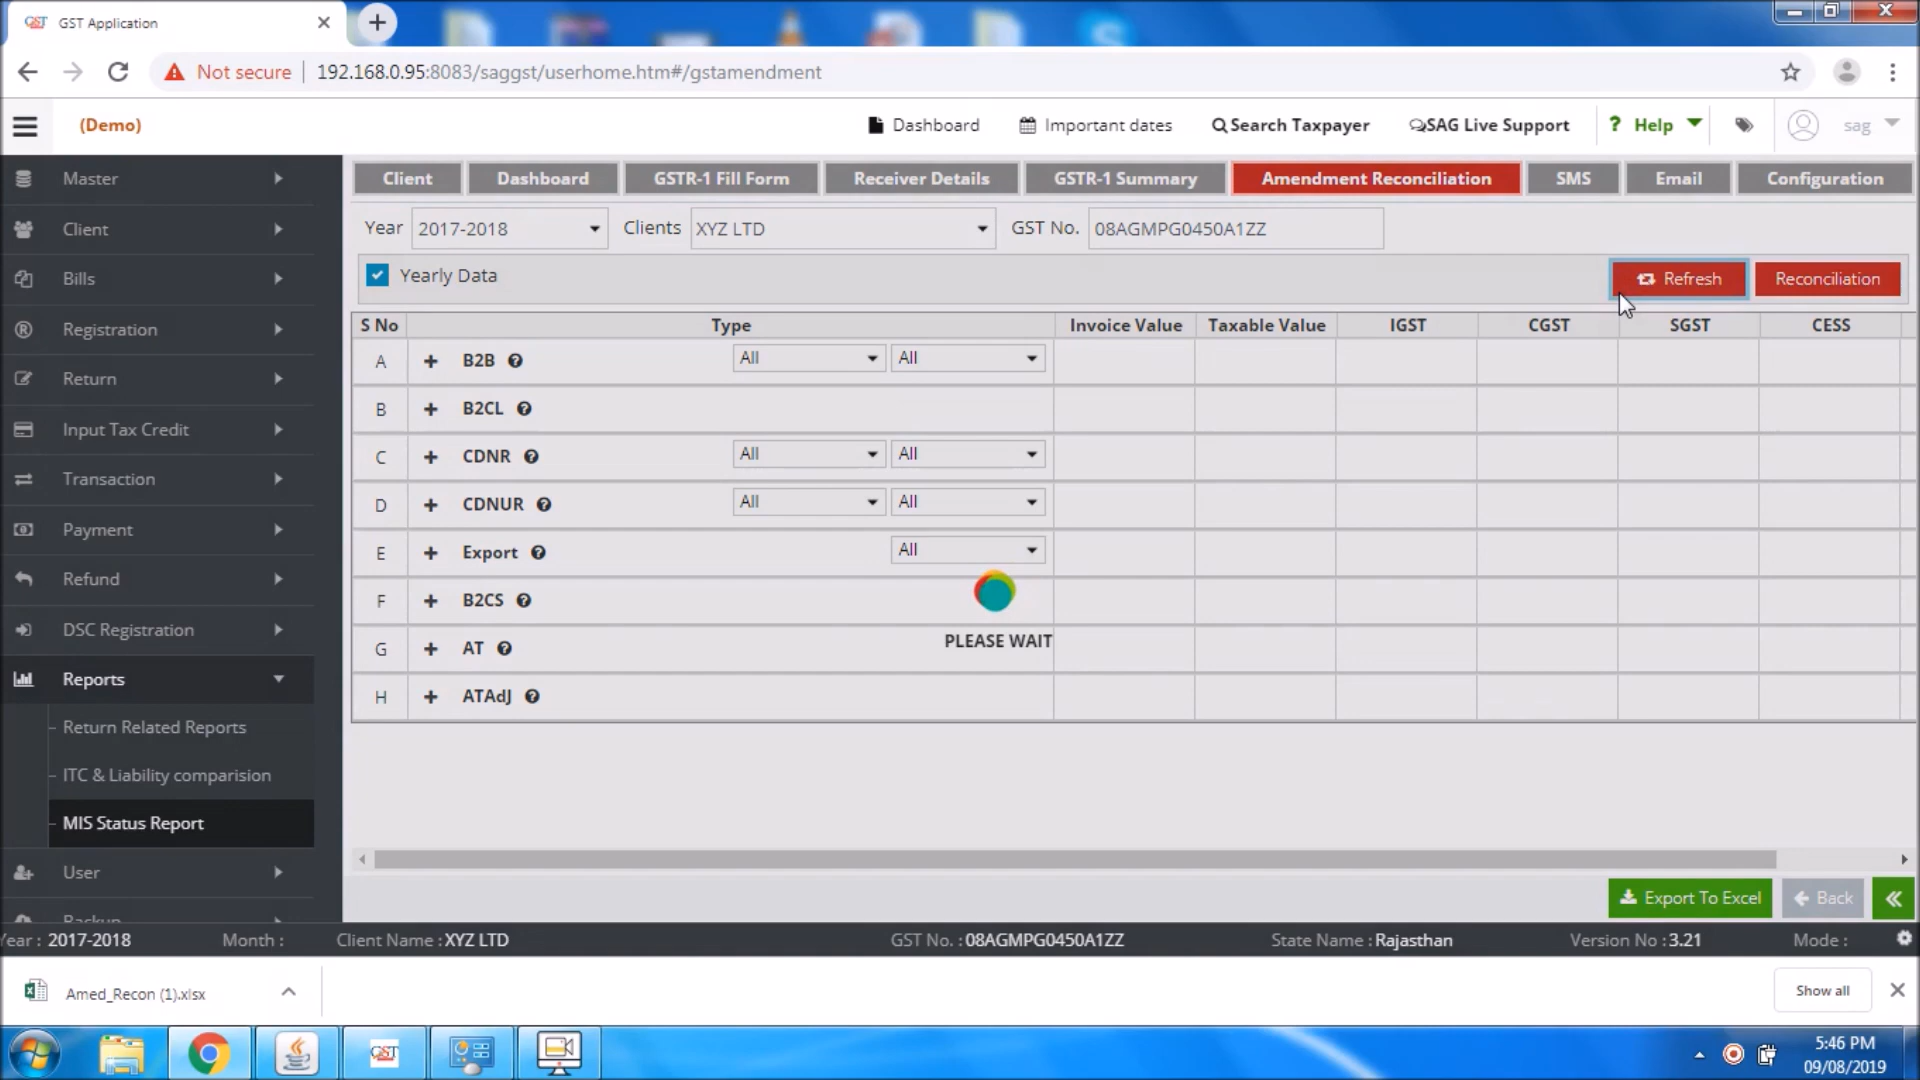 GST GST Application
Not secure 192.168.0.95:8083/saggst/userhome.htm#/gstamendment
(Demo) Dashboard Important dates Search Taxpayer SAG Live Support ? Help sag
Master
Client
Bills
Registration
Return
Input Tax Credit
Transaction
Payment
Refund
DSC Registration
Reports
Return Related Reports
ITC & Liability comparision
MIS Status Report
User
Backup
Client Dashboard GSTR-1 Fill Form Receiver Details GSTR-1 Summary Amendment Reconciliation SMS Email Configuration
Year 2017-2018 Clients XYZ LTD GST No. 08AGMPG0450A1ZZ
Yearly Data Refresh Reconciliation
S No Type Invoice Value Taxable Value IGST CGST SGST CESS
A + B2B ? All All
B + B2CL ?
C + CDNR ? All All
D + CDNUR ? All All
E + Export ? All
F + B2CS ?
PLEASE WAIT
G + AT ?
H + ATAdJ ?
Export To Excel Back
ear : 2017-2018 Month : Client Name : XYZ LTD GST No. : 08AGMPG0450A1ZZ State Name : Rajasthan Version No : 3.21 Mode :
Amed_Recon (1).xlsx Show all
GST
5:46 PM
09/08/2019